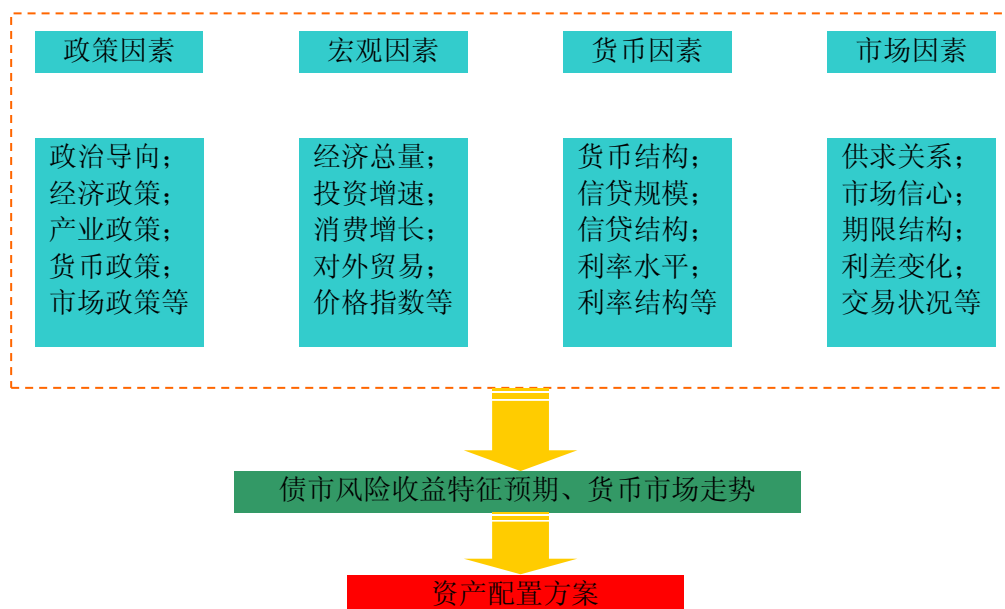 政策因素
宏观因素
货币因素
市场因素
政治导向；
经济政策；
产业政策；
货币政策；
市场政策等
经济总量；
投资增速；
消费增长；
对外贸易；
价格指数等
货币结构；
信贷规模；
信贷结构；
利率水平；
利率结构等
供求关系；
市场信心；
期限结构；
利差变化；
交易状况等
债市风险收益特征预期、货币市场走势
资产配置方案